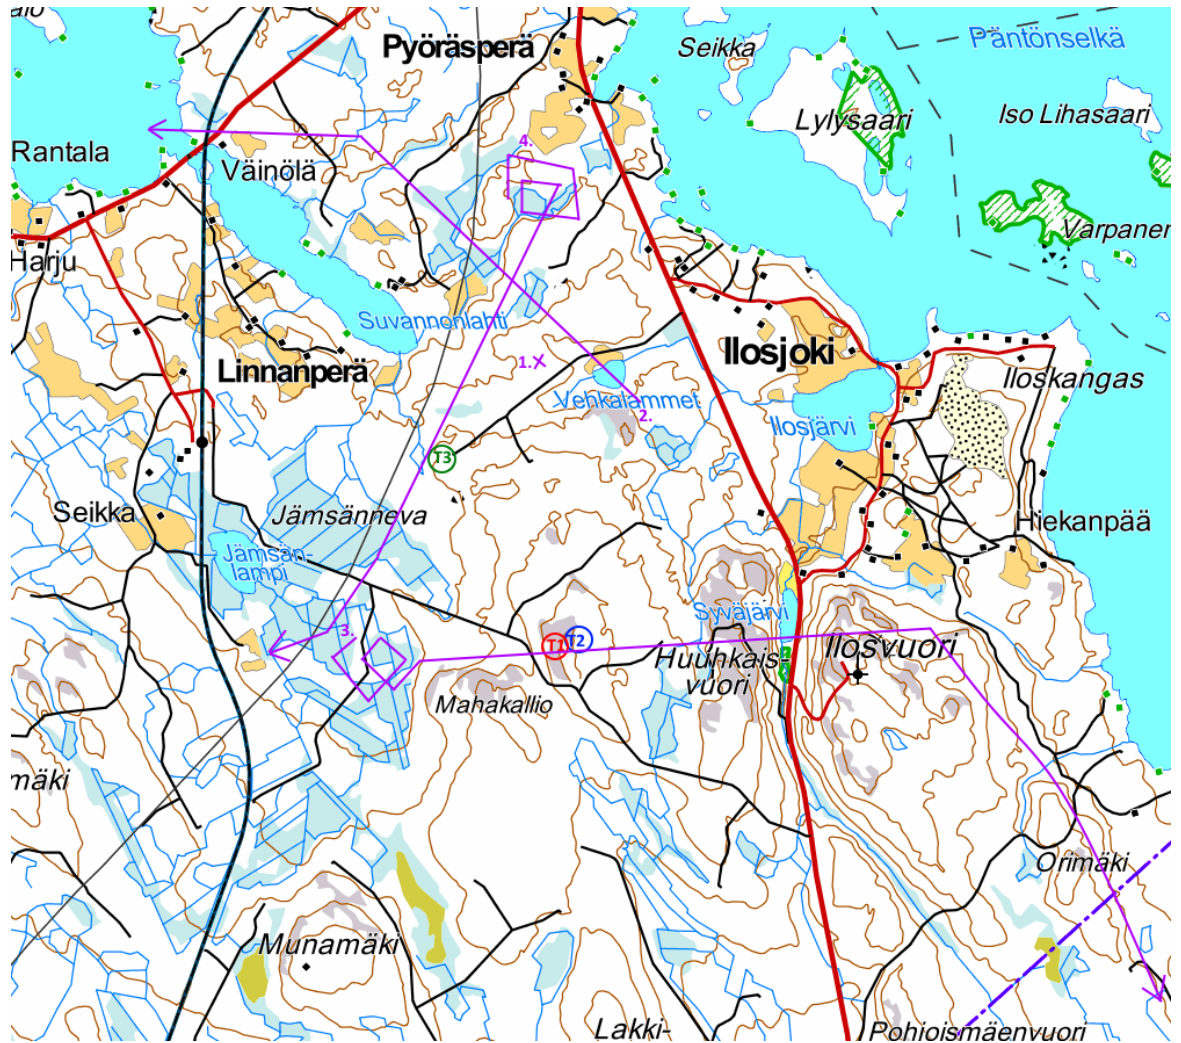 Pyöräsperä
Seikka
Päntönselkä
Lylysaari
Iso Lihasaari
Rantala
4.
Väinölä
Varpaner
Harju
Suvannonlahti
1.
Ilosjoki
Linnanperä
Iloskangas
Vehkalammet
2.
Ilosjärvi
T3
Seikka
Jämsänneva
Hiekanpää
Jämsän-
lampi
Syväjärvi
3.
T1
T2
Ilosvuori
Huuhkais-
vuori
Mahakallio
mäki
Orimäki
Munamäki
Lakki-
Pohjoismäenvuori